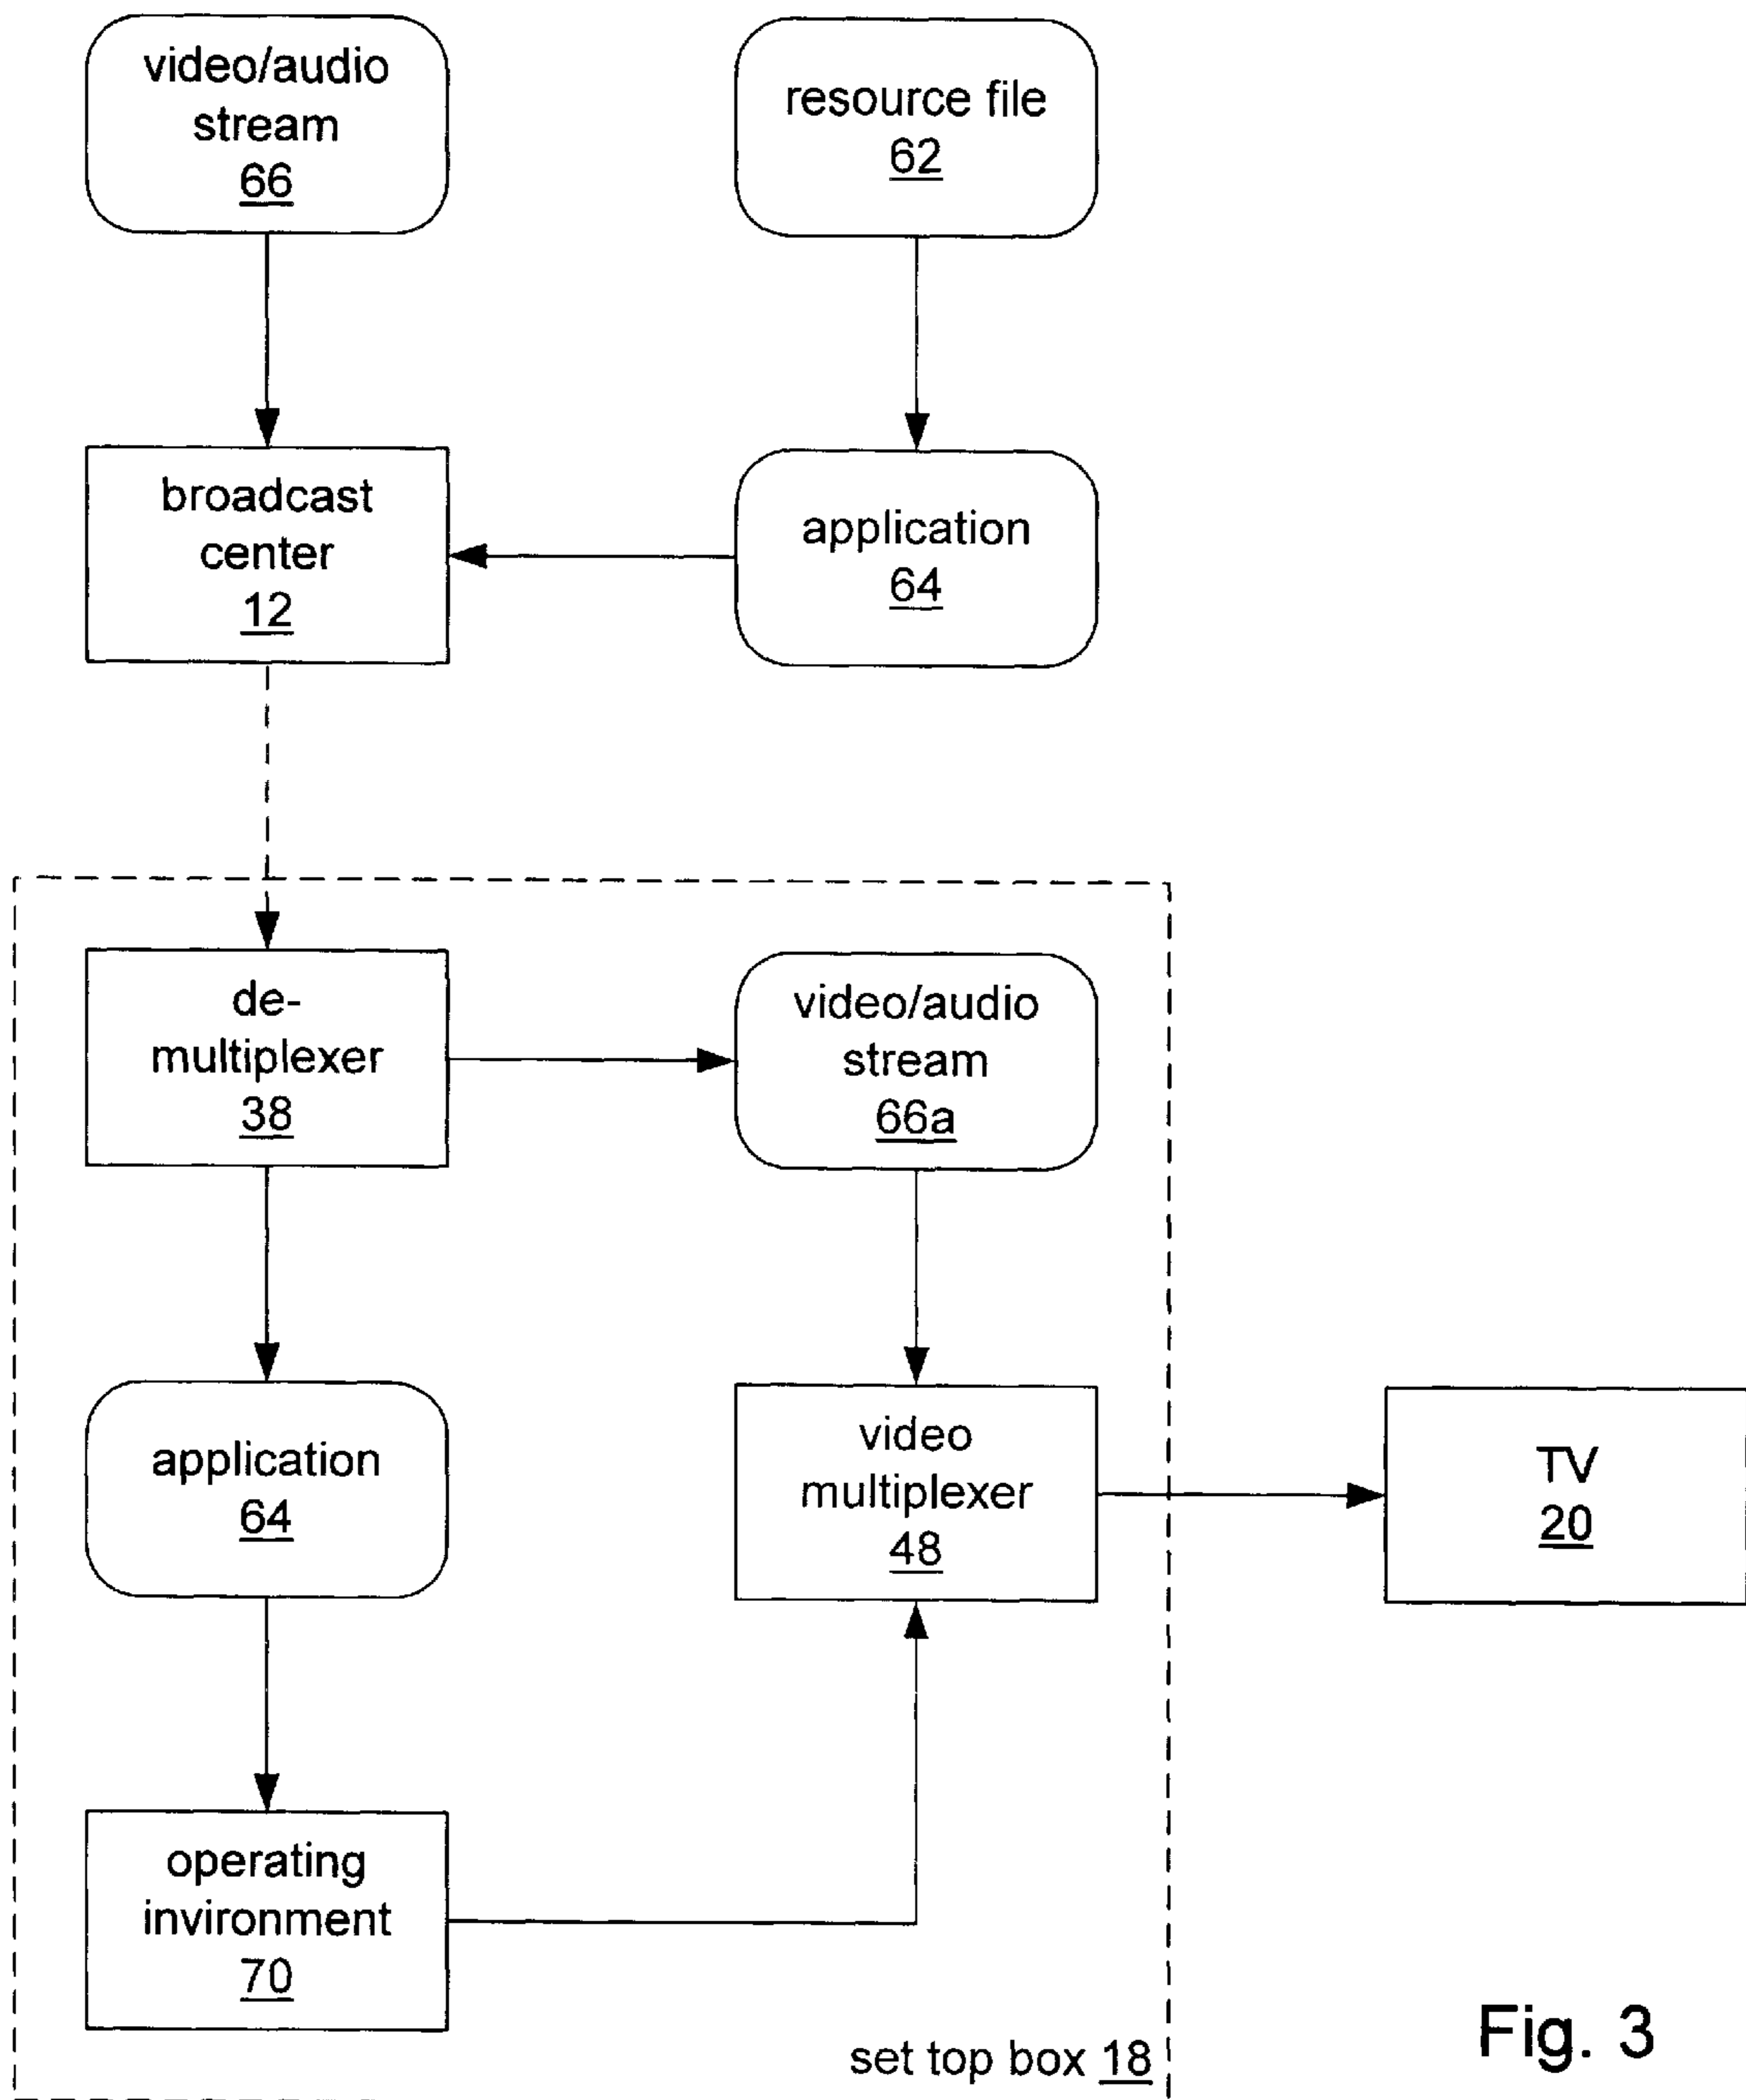 video/audio
stream
66
resource file
62
broadcast
center
12
application
64
de-
multiplexer
38
video/audio
stream
66a
application
64
video
multiplexer
48
TV
20
operating
invironment
70
set top box 18
Fig. 3